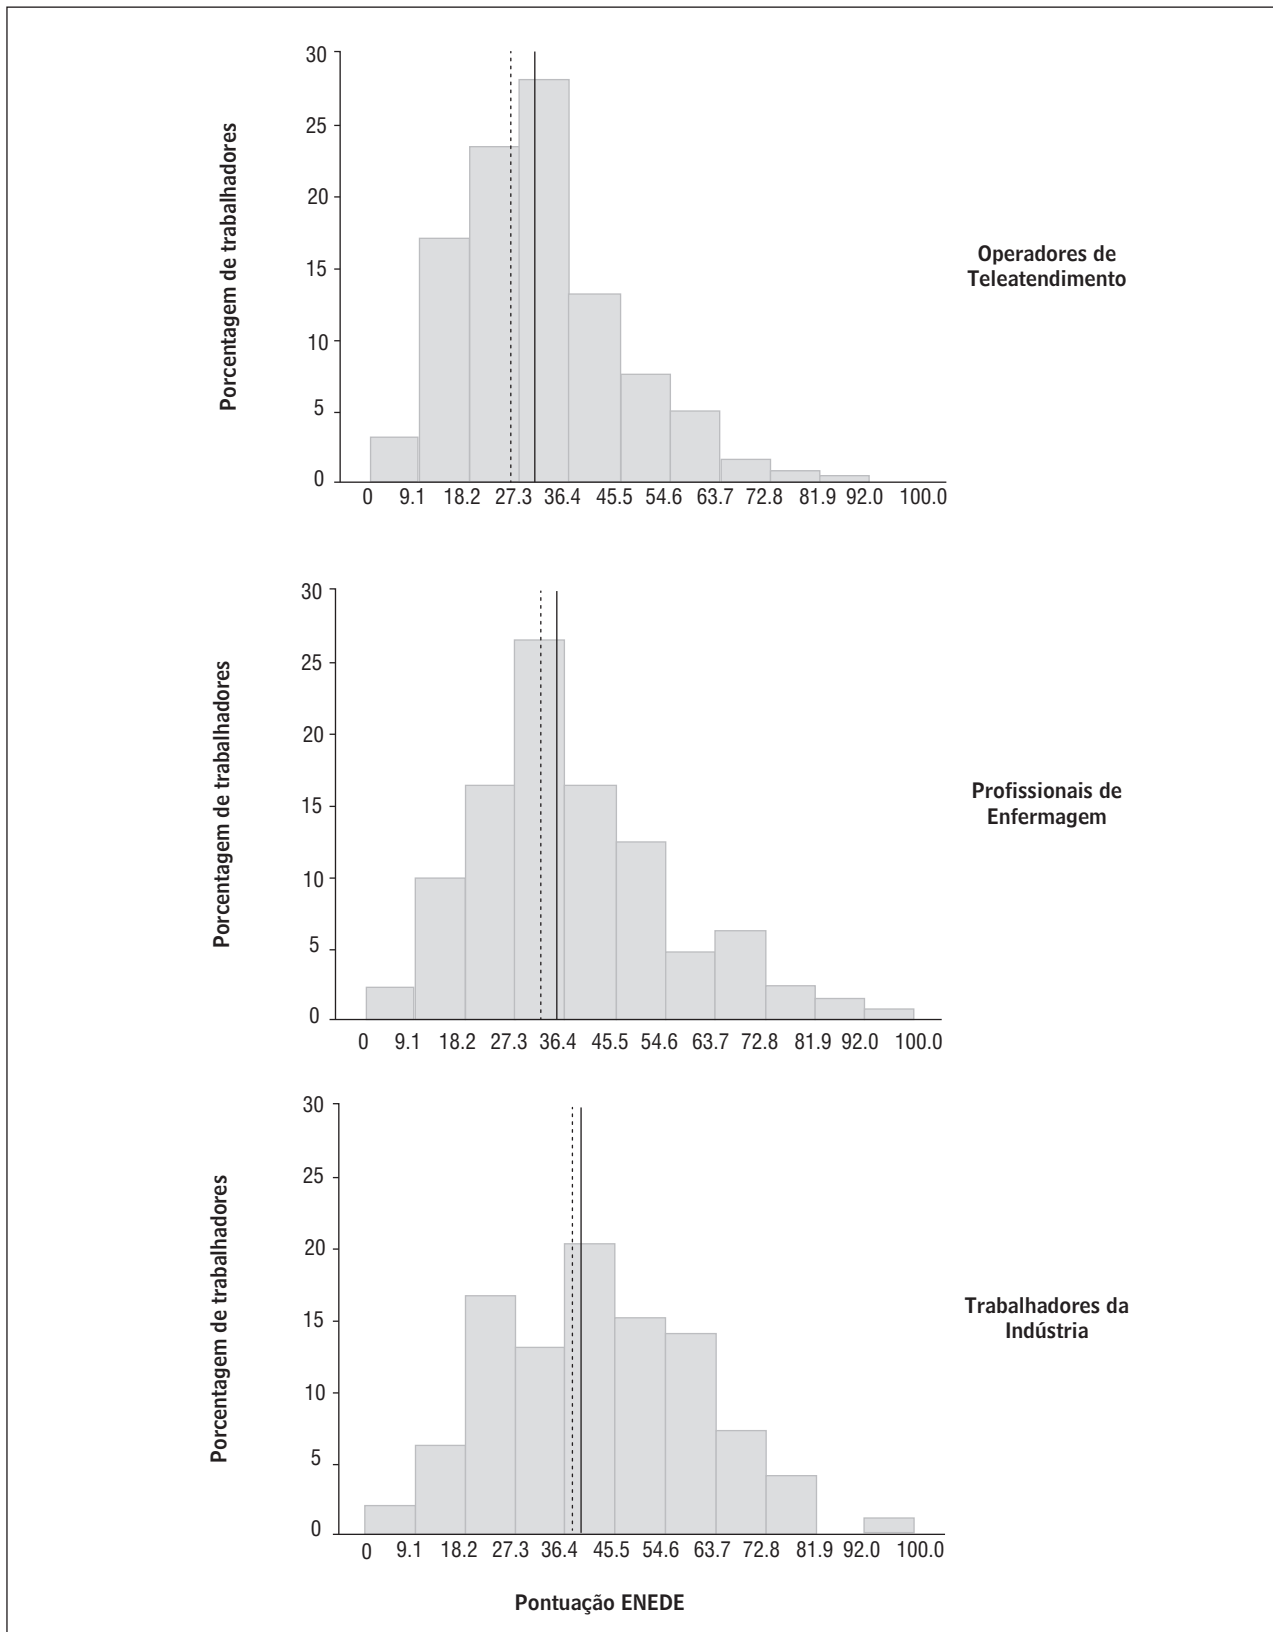 30
25
20
15
10
5
0
Porcentagem de trabalhadores
0 9.1 18.2 27.3 36.4 45.5 54.6 63.7 72.8 81.9 92.0 100.0
Operadores de
Teleatendimento
30
25
20
15
10
5
0
Porcentagem de trabalhadores
0 9.1 18.2 27.3 36.4 45.5 54.6 63.7 72.8 81.9 92.0 100.0
Profissionais de
Enfermagem
30
25
20
15
10
5
0
Porcentagem de trabalhadores
0 9.1 18.2 27.3 36.4 45.5 54.6 63.7 72.8 81.9 92.0 100.0
Trabalhadores da
Indústria
Pontuação ENEDE